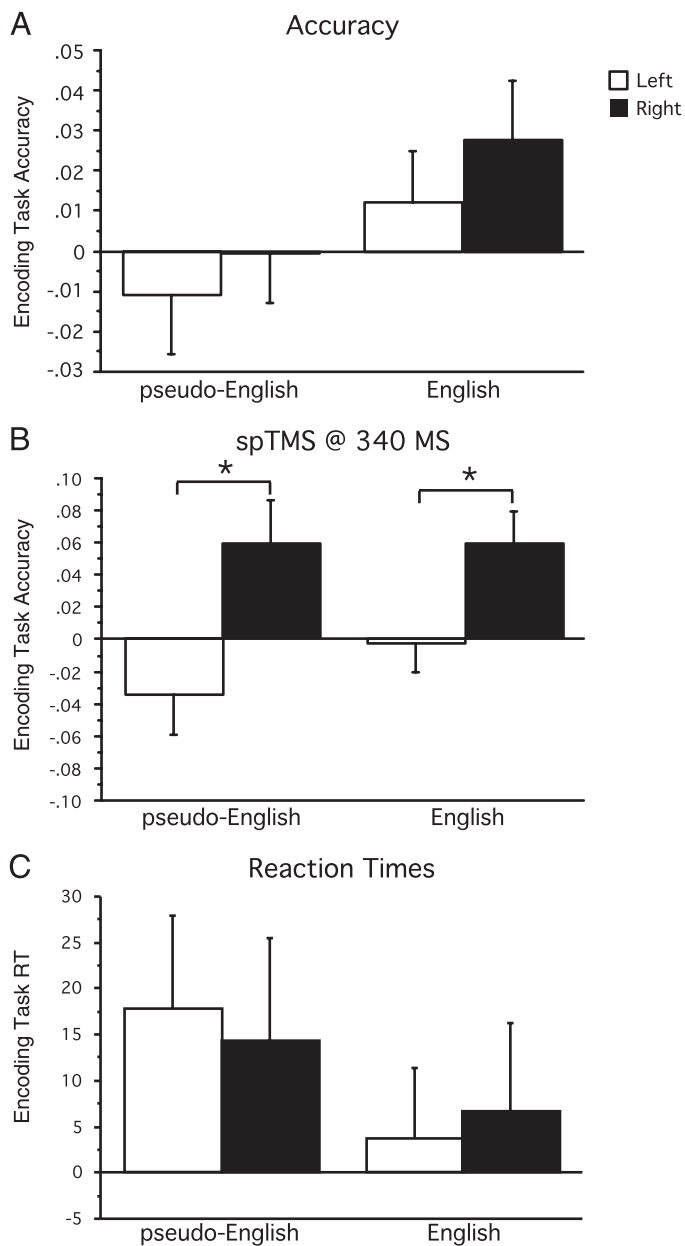 A
Accuracy
.05
.04
.03
.02
.01
0
-.01
-.02
-.03
Encoding Task Accuracy
Left
Right
pseudo-English English
B
spTMS @ 340 MS
.10
.08
.06
.04
.02
0
-.02
-.04
-.06
-.08
-.10
Encoding Task Accuracy
* *
pseudo-English English
C
Reaction Times
30
25
20
15
10
5
0
-5
Encoding Task RT
pseudo-English English